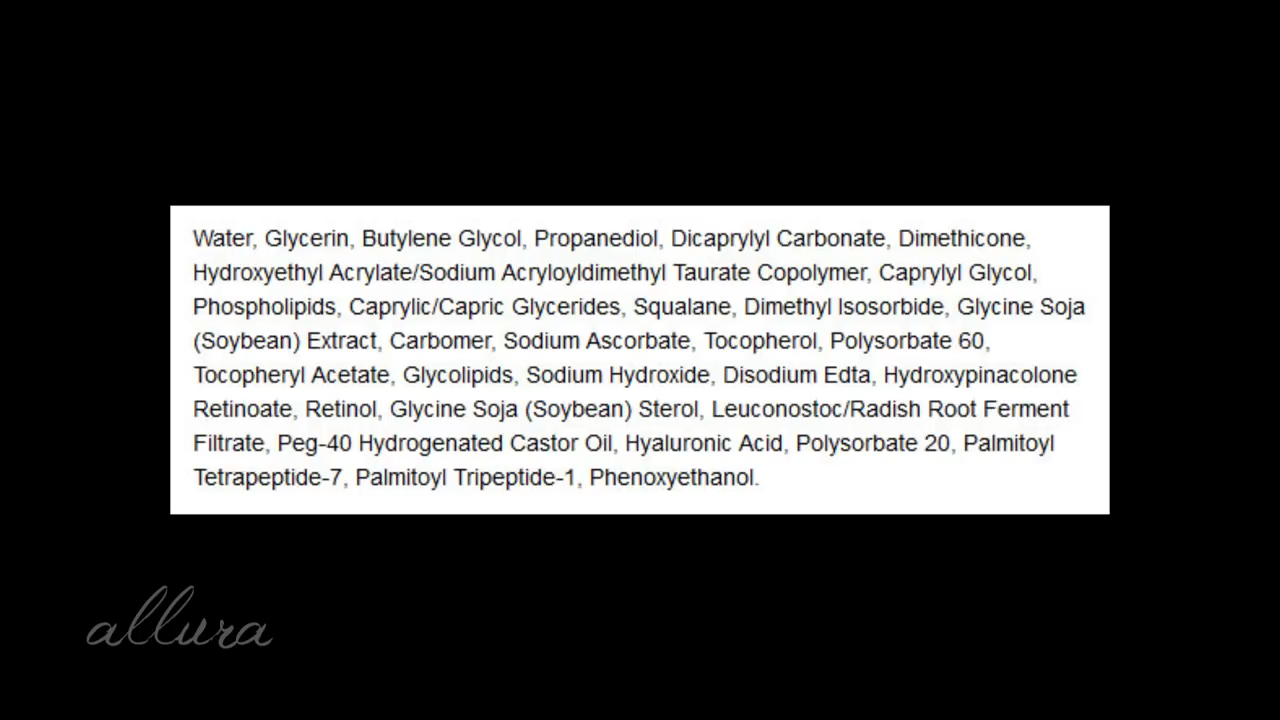 Water, Glycerin, Butylene Glycol, Propanediol, Dicaprylyl Carbonate, Dimethicone,
Hydroxyethyl Acrylate/Sodium Acryloyldimethyl Taurate Copolymer, Caprylyl Glycol,
Phospholipids, Caprylic/Capric Glycerides, Squalane, Dimethyl Isosorbide, Glycine Soja
(Soybean) Extract, Carbomer, Sodium Ascorbate, Tocopherol, Polysorbate 60,
Tocopheryl Acetate, Glycolipids, Sodium Hydroxide, Disodium Edta, Hydroxypinacolone
Retinoate, Retinol, Glycine Soja (Soybean) Sterol, Leuconostoc/Radish Root Ferment
Filtrate, Peg-40 Hydrogenated Castor Oil, Hyaluronic Acid, Polysorbate 20, Palmitoyl
Tetrapeptide-7, Palmitoyl Tripeptide-1, Phenoxyethanol.
allura